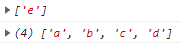 ▸ ['e']
▸ (4) ['a', 'b', 'c', 'd']